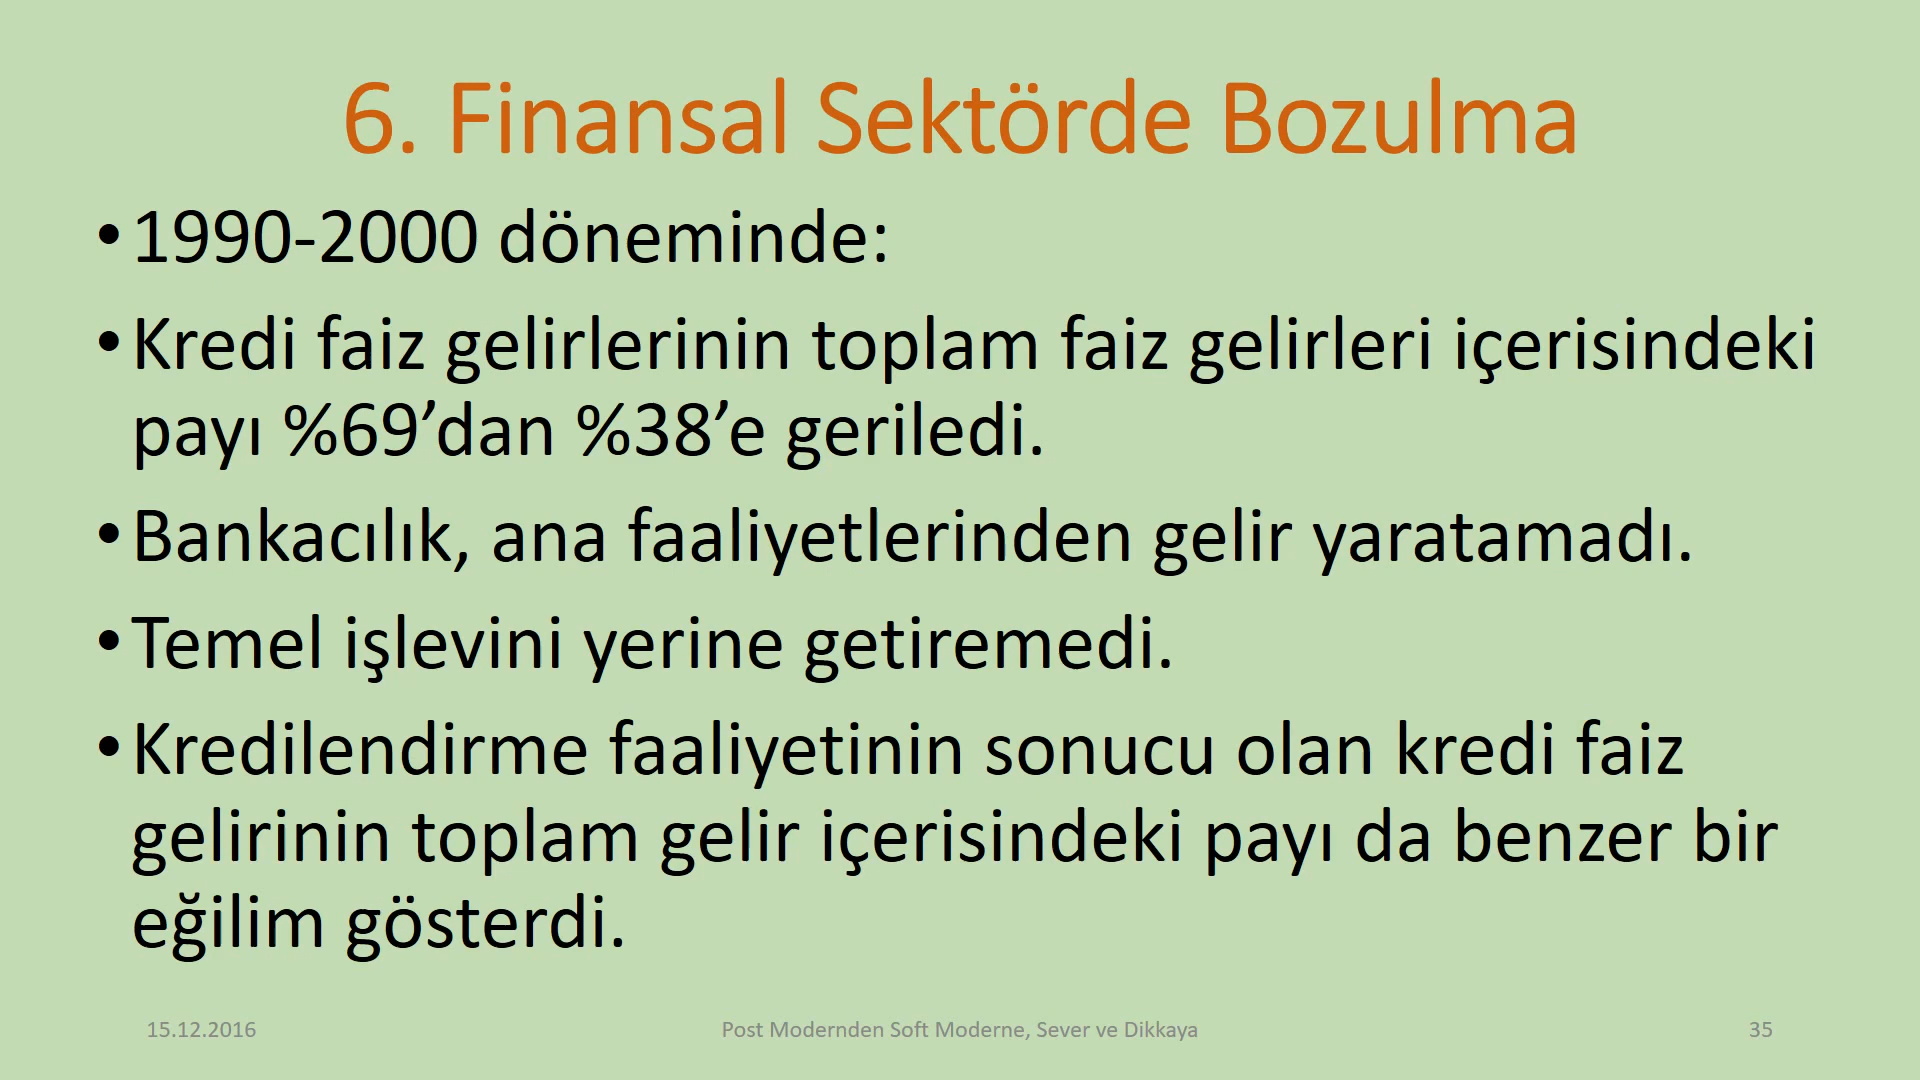 6. Finansal Sektörde Bozulma
•1990-2000 döneminde:
•Kredi faiz gelirlerinin toplam faiz gelirleri içerisindeki
payı %69’dan %38’e geriledi.
•Bankacılık, ana faaliyetlerinden gelir yaratamadı.
•Temel işlevini yerine getiremedi.
•Kredilendirme faaliyetinin sonucu olan kredi faiz
gelirinin toplam gelir içerisindeki payı da benzer bir
eğilim gösterdi.
15.12.2016
Post Modernden Soft Moderne, Sever ve Dikkaya
35